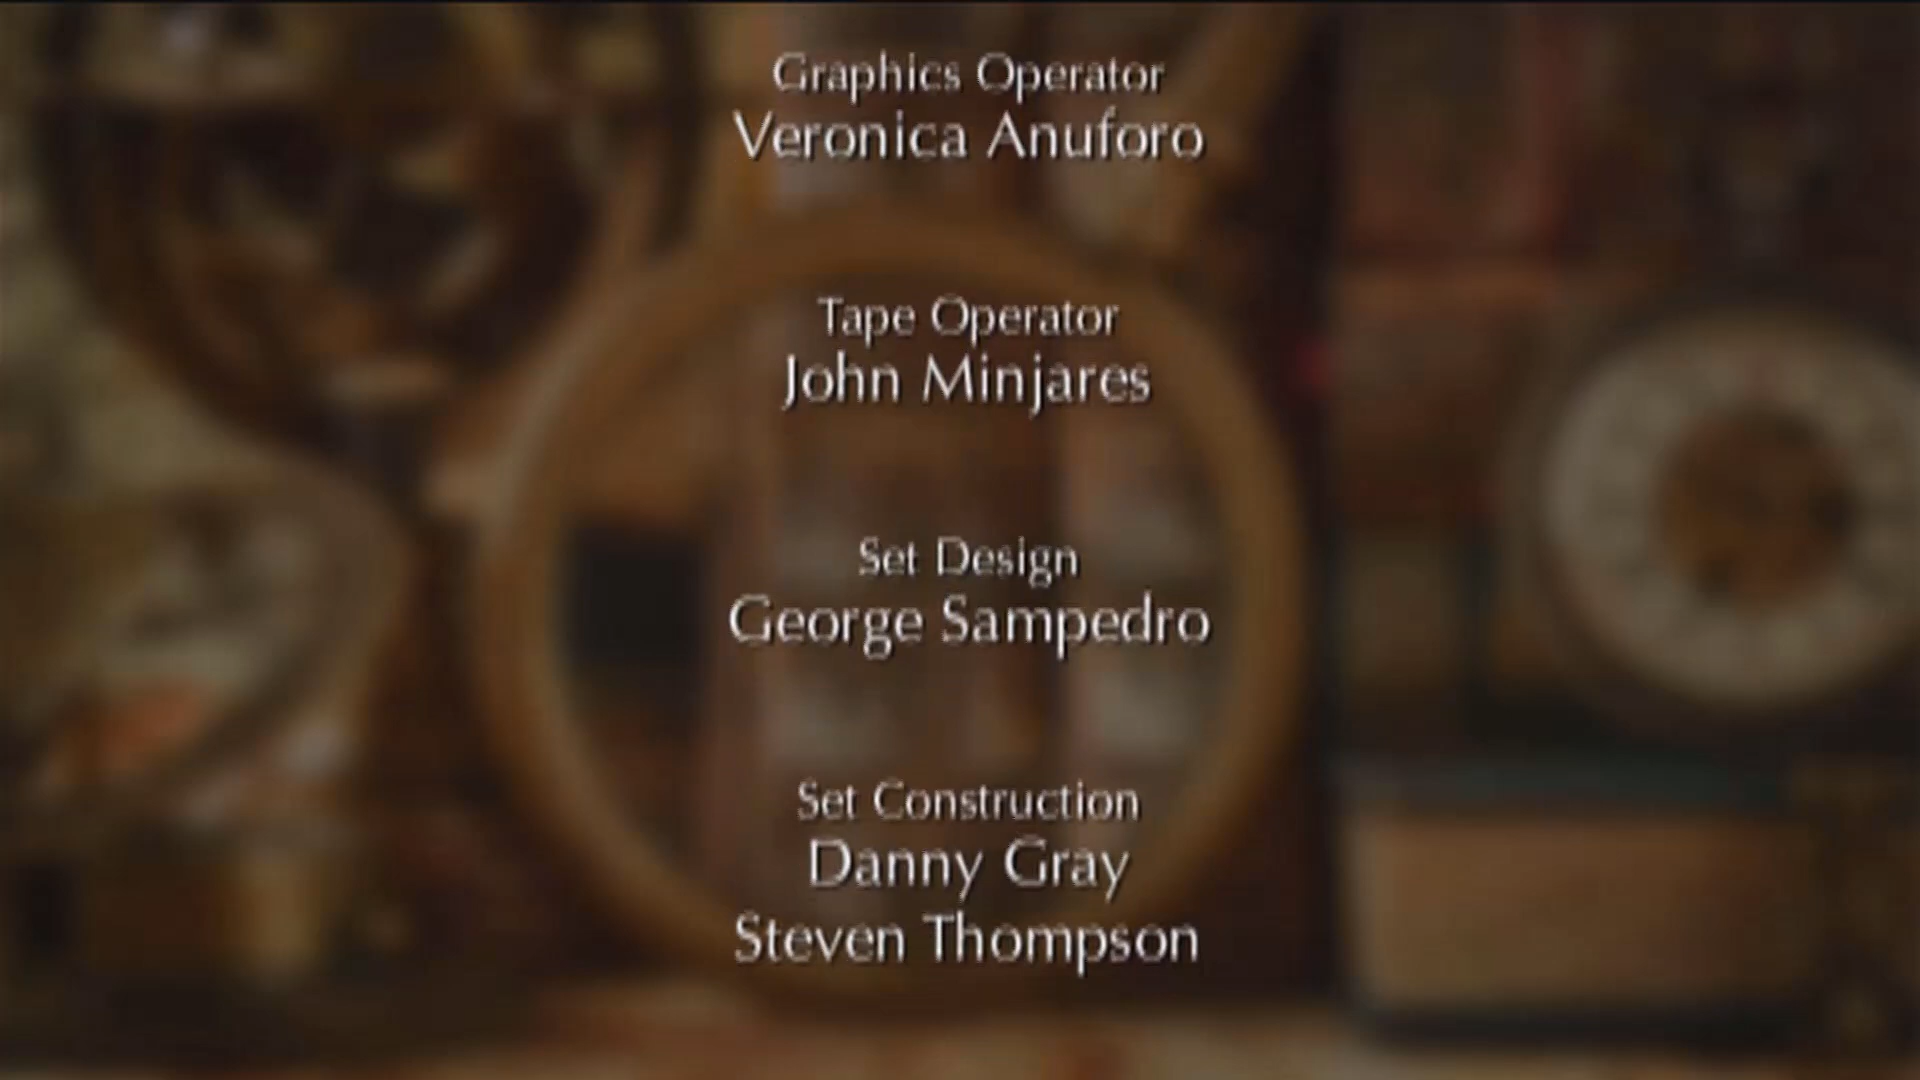 Graphics Operator
Veronica Anuforo
Tape Operator
John Minjares
Set Design
George Sampedro
Set Construction
Danny Gray
Steven Thompson